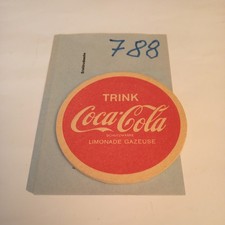 788
TRINK
Coca-Cola
LIMONADE GAZEUSE